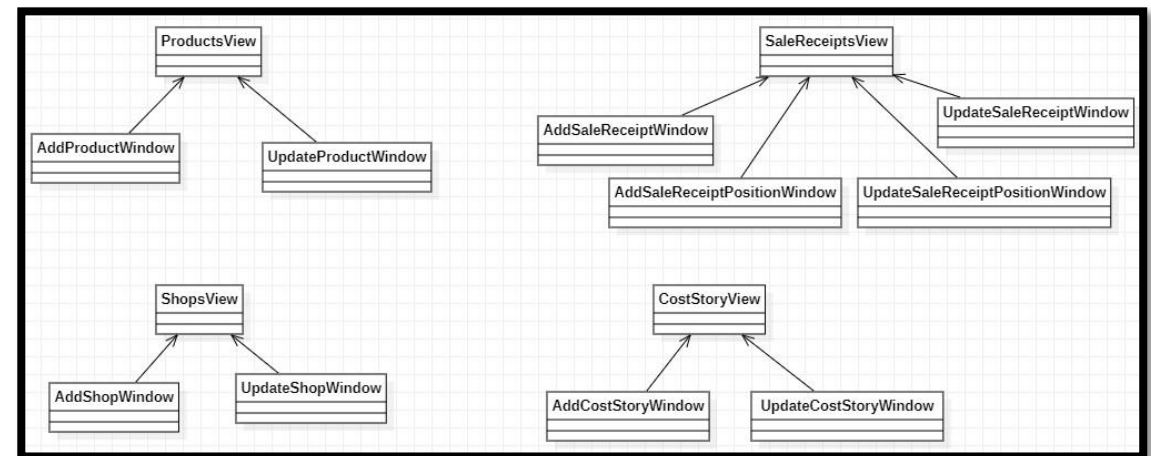 ProductsView
AddProductWindow
UpdateProductWindow
SaleReceiptsView
AddSaleReceiptWindow
UpdateSaleReceiptWindow
AddSaleReceiptPositionWindow
UpdateSaleReceiptPositionWindow
ShopsView
AddShopWindow
UpdateShopWindow
CostStoryView
AddCostStoryWindow
UpdateCostStoryWindow